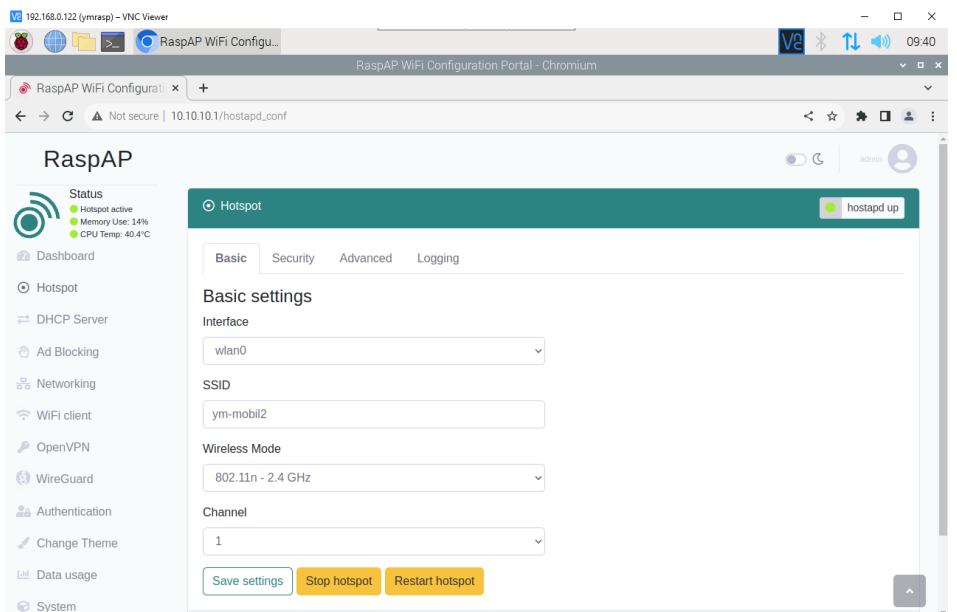 192.168.0.122 (ymrasp) – VNC Viewer
RaspAP WiFi Configu...
09:40
RaspAP WiFi Configuration Portal - Chromium
RaspAP WiFi Configurati
Not secure | 10.10.10.1/hostapd_conf
RaspAP
admin
Status
Hotspot active
Memory Use: 14%
CPU Temp: 40.4°C
Hotspot
hostapd up
Dashboard
Hotspot
DHCP Server
Ad Blocking
Networking
WiFi client
OpenVPN
WireGuard
Authentication
Change Theme
Data usage
System
Basic Security Advanced Logging
Basic settings
Interface
wlan0
SSID
ym-mobil2
Wireless Mode
802.11n - 2.4 GHz
Channel
1
Save settings Stop hotspot Restart hotspot